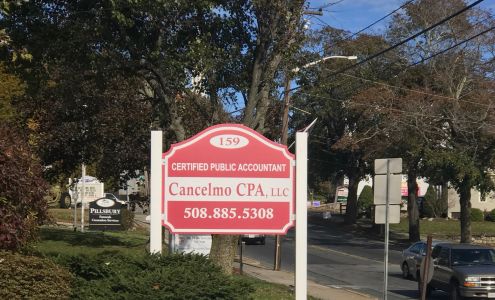 159
CERTIFIED PUBLIC ACCOUNTANT
Cancelmo CPA, LLC
508.885.5308
PILLSBURY